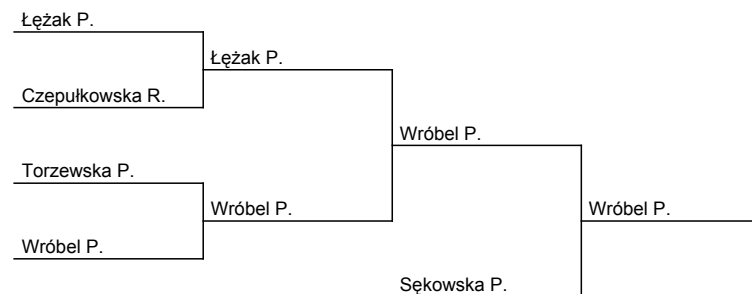 Łężak P.
Łężak P.
Czepułkowska R.
Wróbel P.
Torzewska P.
Wróbel P.
Wróbel P.
Wróbel P.
Sękowska P.